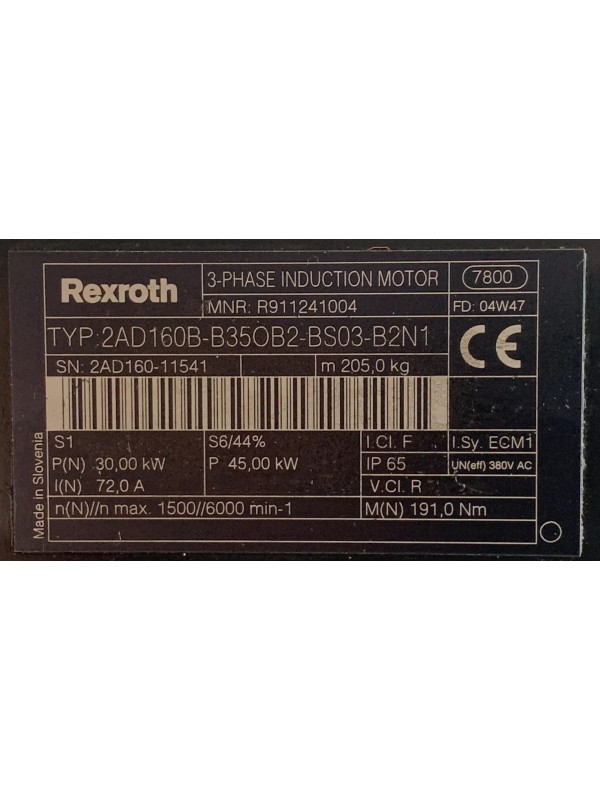 Rexroth
3-PHASE INDUCTION MOTOR
7800
MNR: R911241004
FD: 04W47
TYP:2AD160B-B35OB2-BS03-B2N1
CE
SN: 2AD160-11541
m 205,0 kg
S1
S6/44%
I.Cl. F
I.Sy. ECM1
P(N) 30,00 kW
P 45,00 kW
IP 65
UN(eff) 380V AC
I(N) 72,0 A
V.Cl. R
n(N)//n max. 1500//6000 min-1
M(N) 191,0 Nm
Made in Slovenia